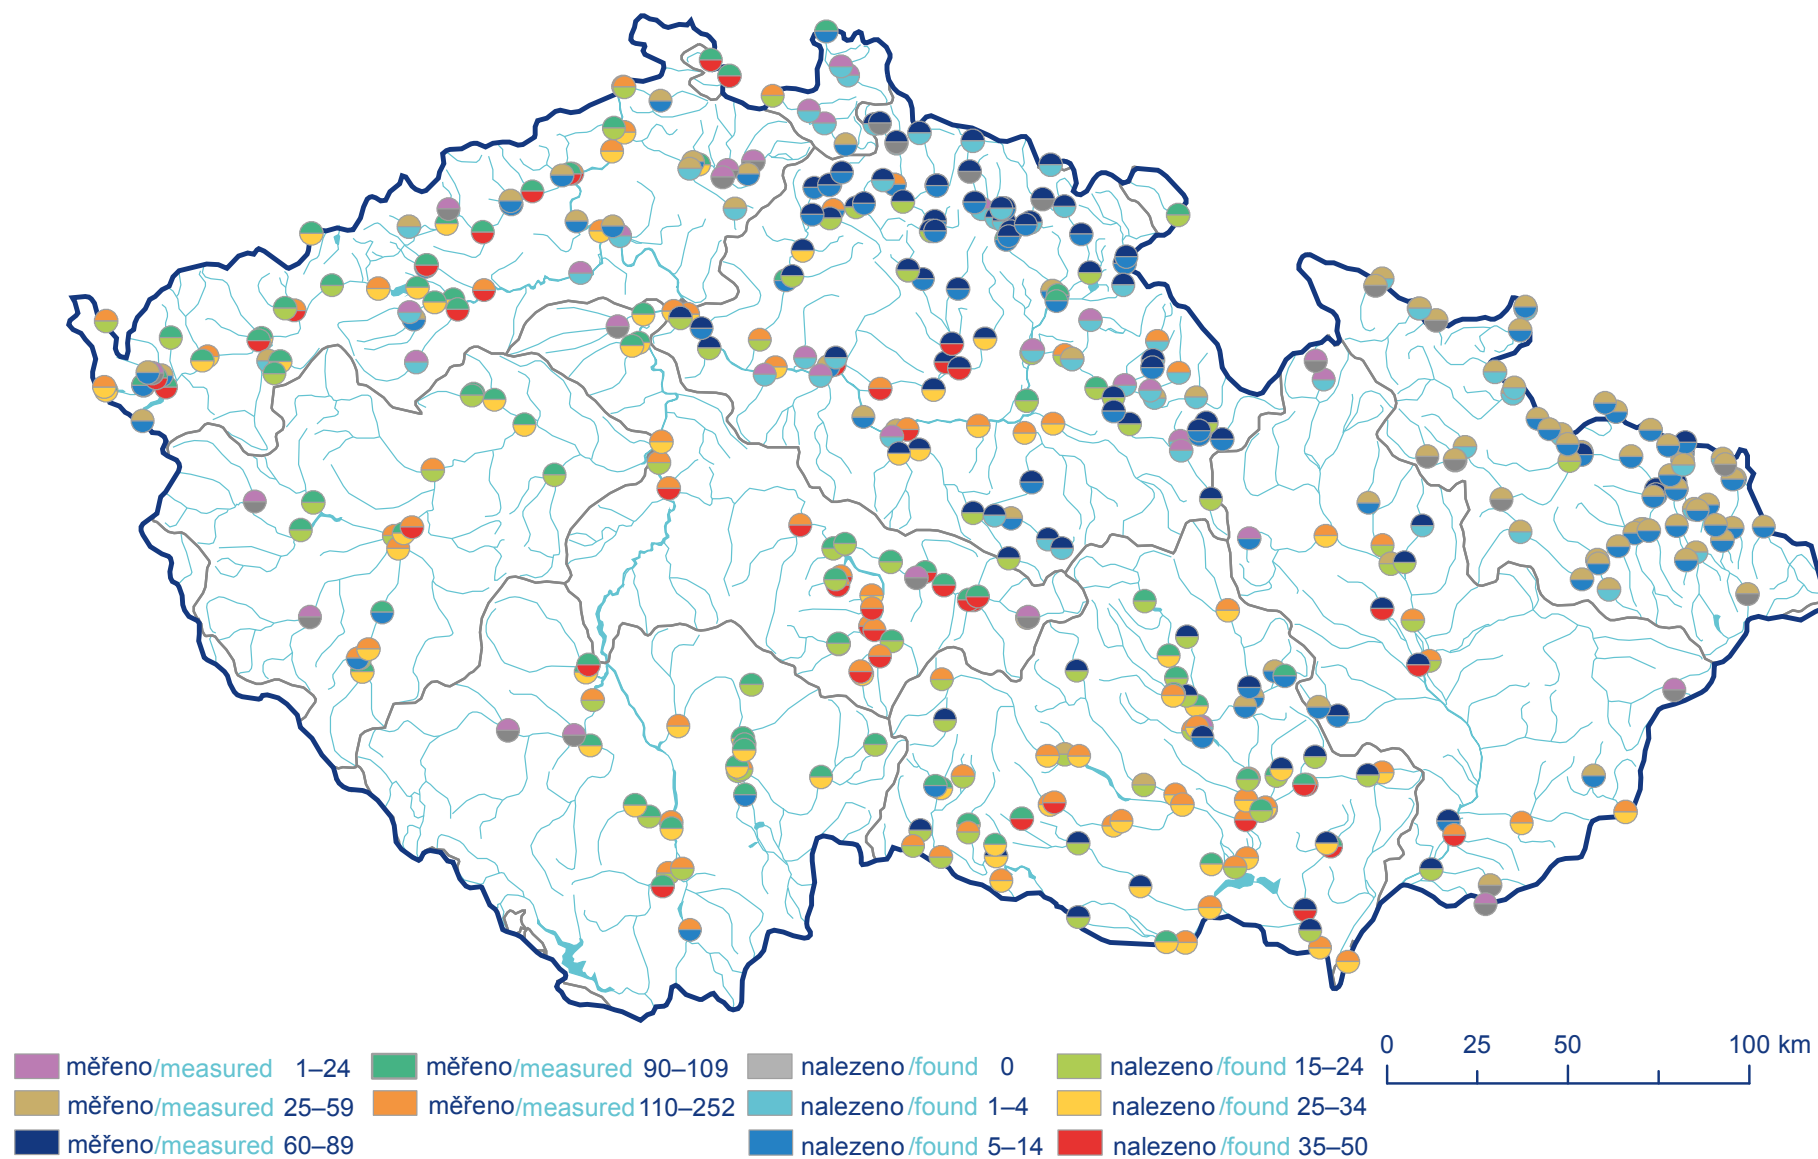 0 25 50 100 km
měřeno/measured 1–24 měřeno/measured 90–109 nalezeno/found 0 nalezeno/found 15–24
měřeno/measured 25–59 měřeno/measured 110–252 nalezeno/found 1–4 nalezeno/found 25–34
měřeno/measured 60–89 nalezeno/found 5–14 nalezeno/found 35–50